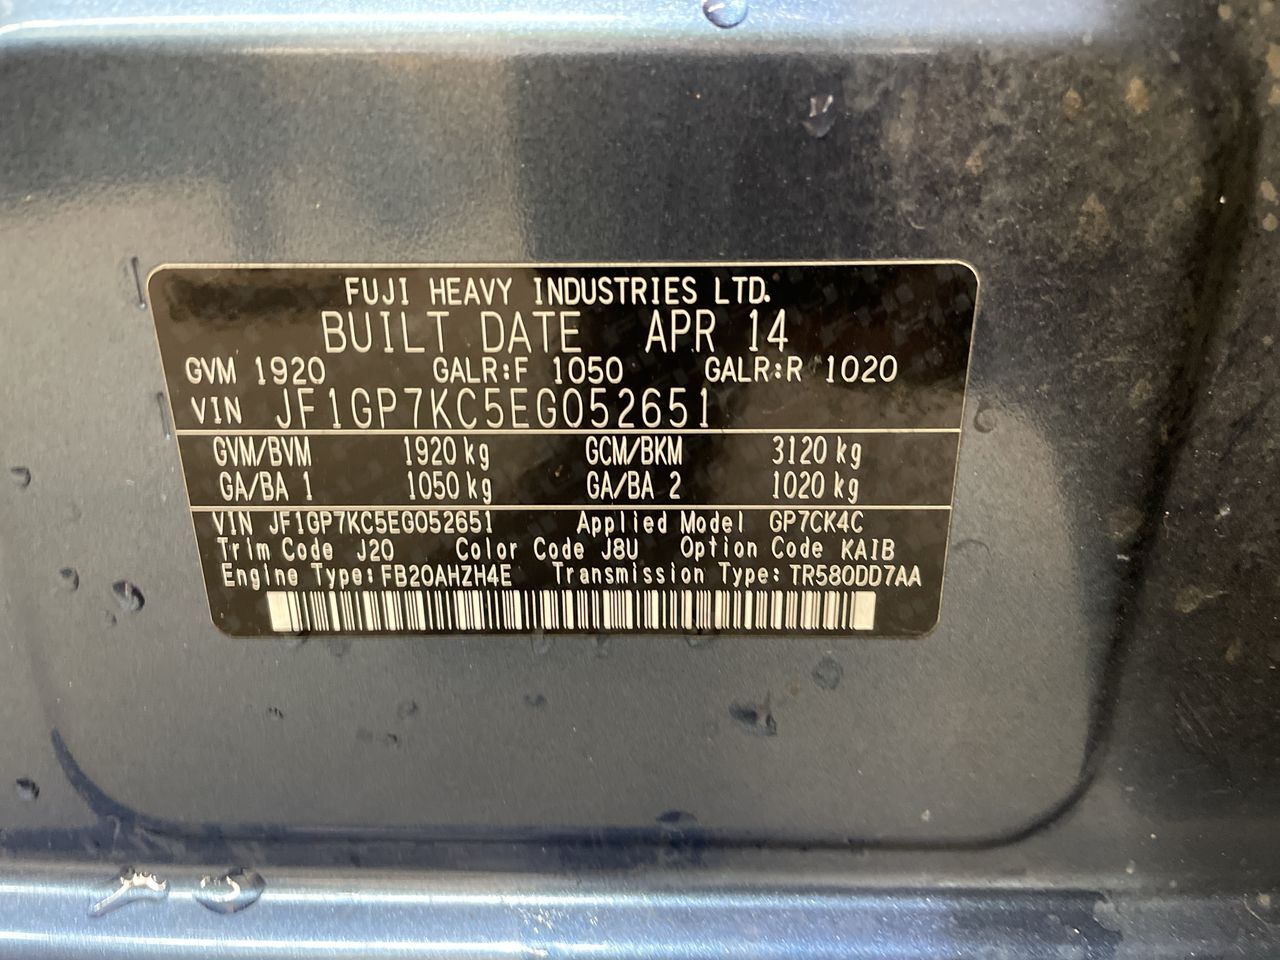 FUJI HEAVY INDUSTRIES LTD.
BUILT DATE APR 14
GVM 1920 GALR:F 1050 GALR:R 1020
VIN JF1GP7KC5EG052651
GVM/BVM 1920 kg GCM/BKM 3120 kg
GA/BA 1 1050 kg GA/BA 2 1020 kg
VIN JF1GP7KC5EG052651 Applied Model GP7CK4C
Trim Code J20 Color Code J8U Option Code KAIB
Engine Type: FB20AHZH4E Transmission Type: TR580DD7AA